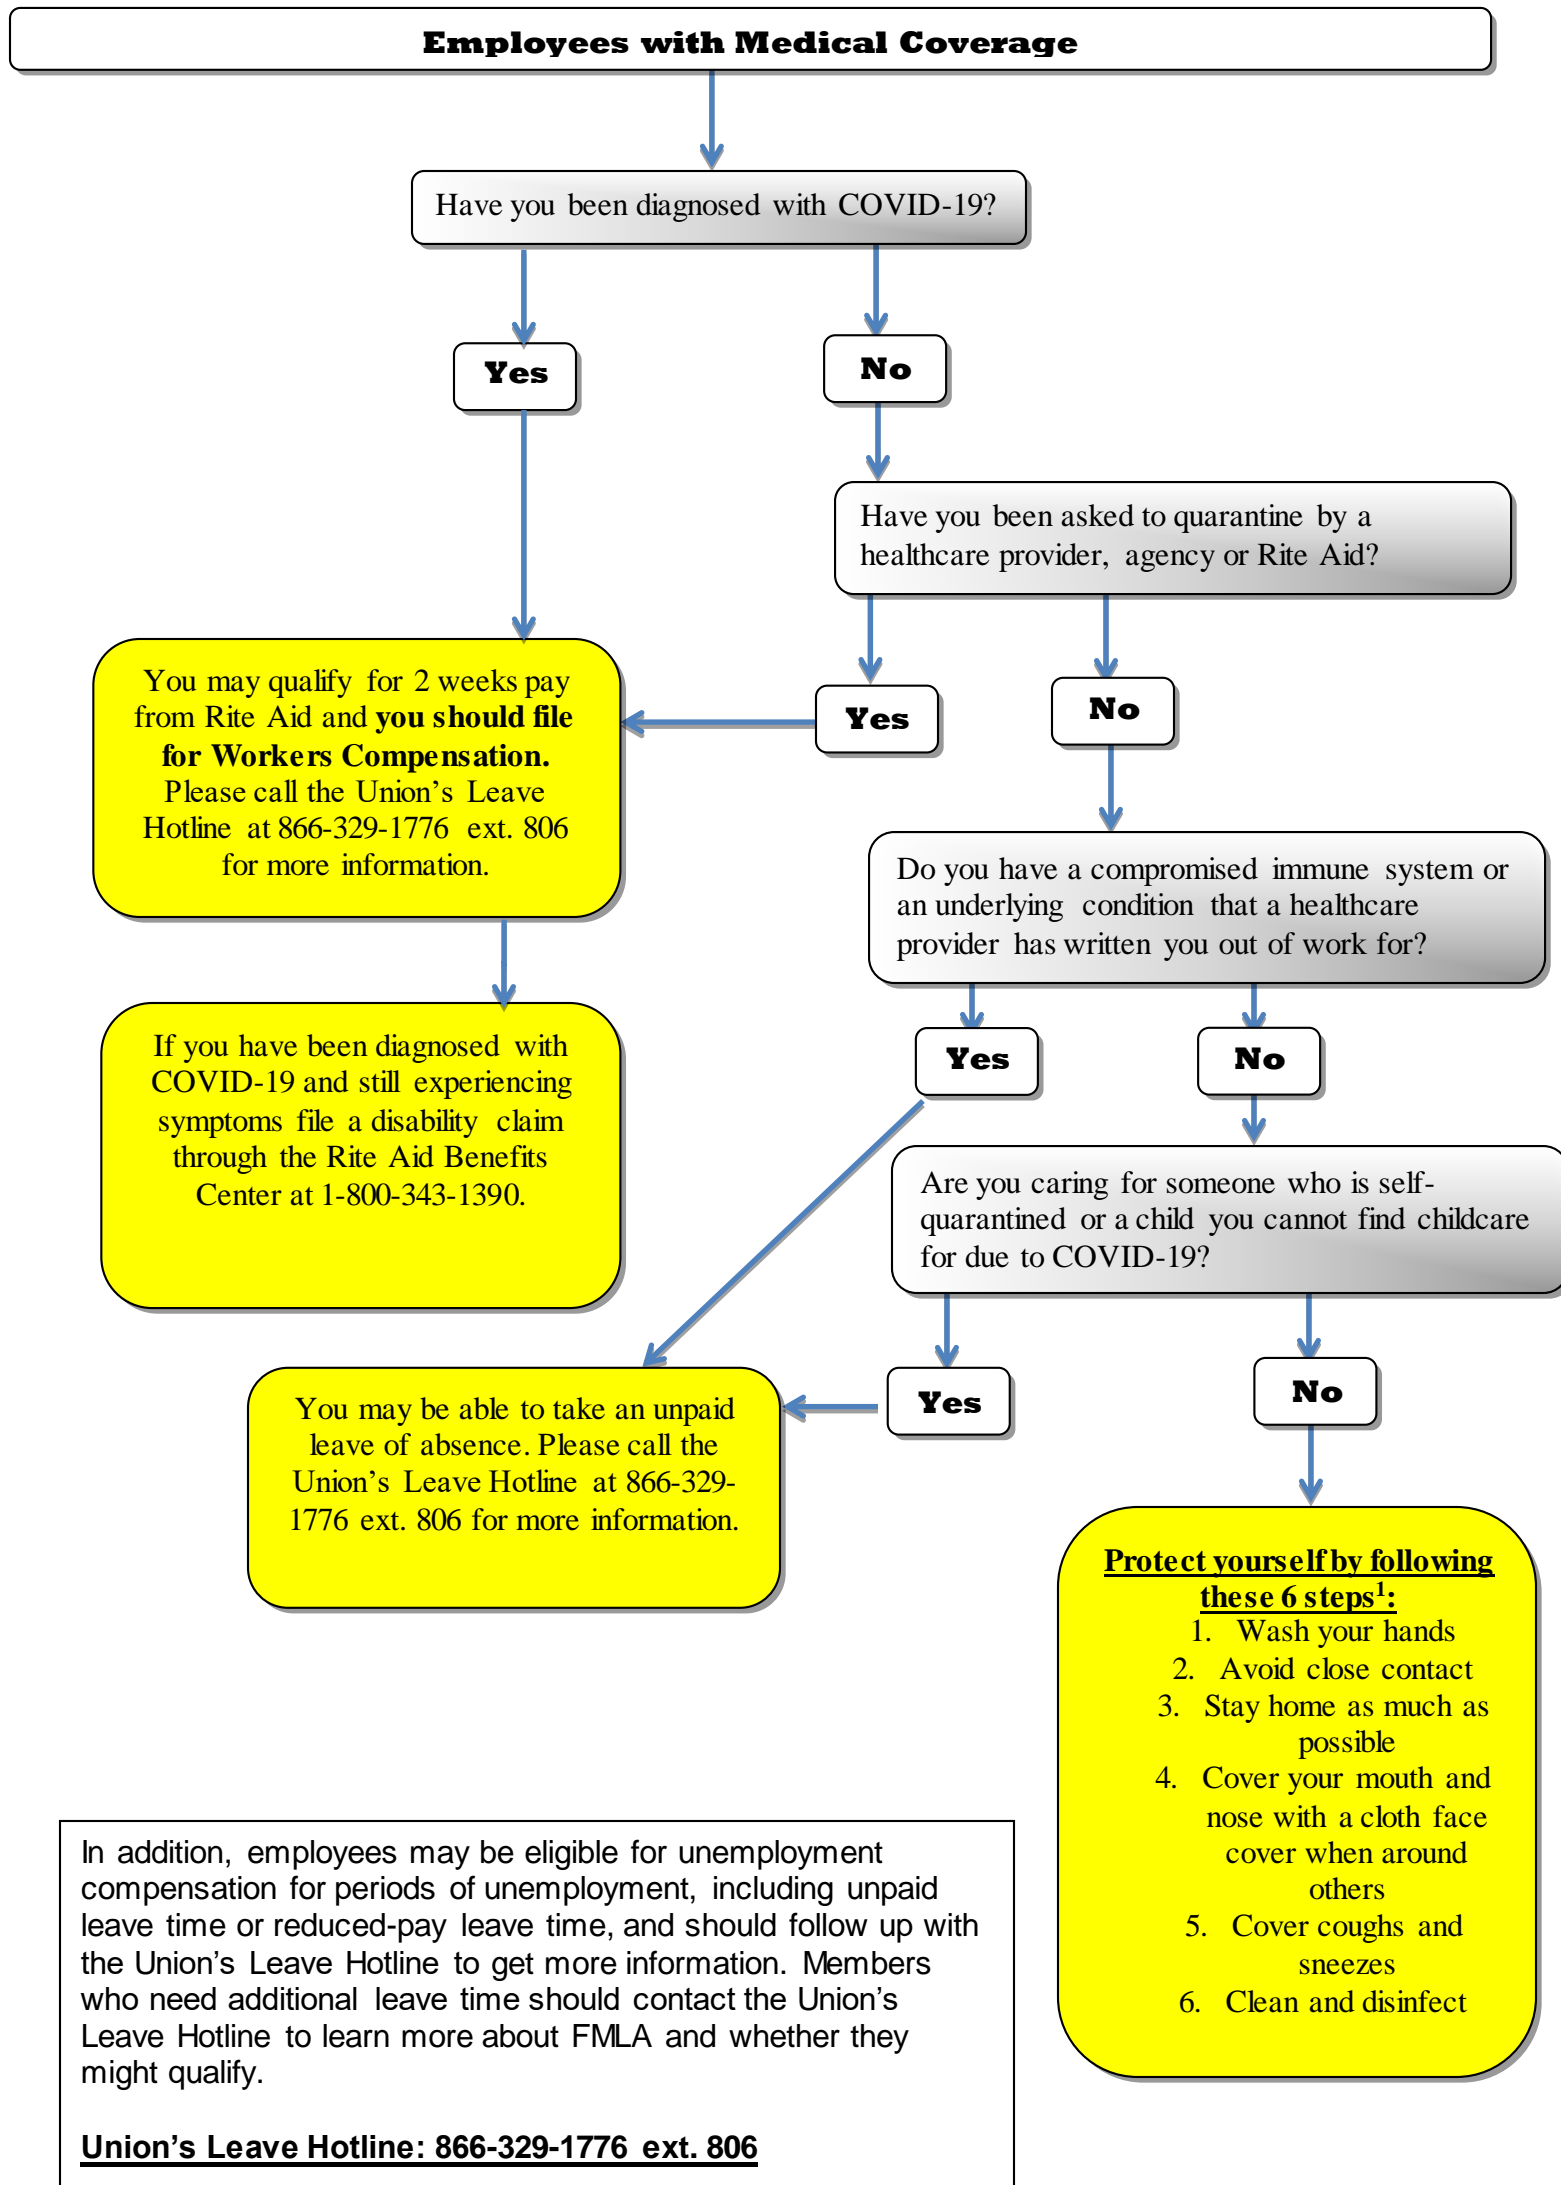 Employees with Medical Coverage
Have you been diagnosed with COVID-19?
Yes
No
Have you been asked to quarantine by a
healthcare provider, agency or Rite Aid?
Yes
No
You may qualify for 2 weeks pay
from Rite Aid and you should file
for Workers Compensation.
Please call the Union’s Leave
Hotline at 866-329-1776 ext. 806
for more information.
Do you have a compromised immune system or
an underlying condition that a healthcare
provider has written you out of work for?
Yes
No
If you have been diagnosed with
COVID-19 and still experiencing
symptoms file a disability claim
through the Rite Aid Benefits
Center at 1-800-343-1390.
Are you caring for someone who is self-
quarantined or a child you cannot find childcare
for due to COVID-19?
Yes
No
You may be able to take an unpaid
leave of absence. Please call the
Union’s Leave Hotline at 866-329-
1776 ext. 806 for more information.
Protect yourself by following
these 6 steps¹:
1. Wash your hands
2. Avoid close contact
3. Stay home as much as
possible
4. Cover your mouth and
nose with a cloth face
cover when around
others
5. Cover coughs and
sneezes
6. Clean and disinfect
In addition, employees may be eligible for unemployment
compensation for periods of unemployment, including unpaid
leave time or reduced-pay leave time, and should follow up with
the Union’s Leave Hotline to get more information. Members
who need additional leave time should contact the Union’s
Leave Hotline to learn more about FMLA and whether they
might qualify.
Union’s Leave Hotline: 866-329-1776 ext. 806